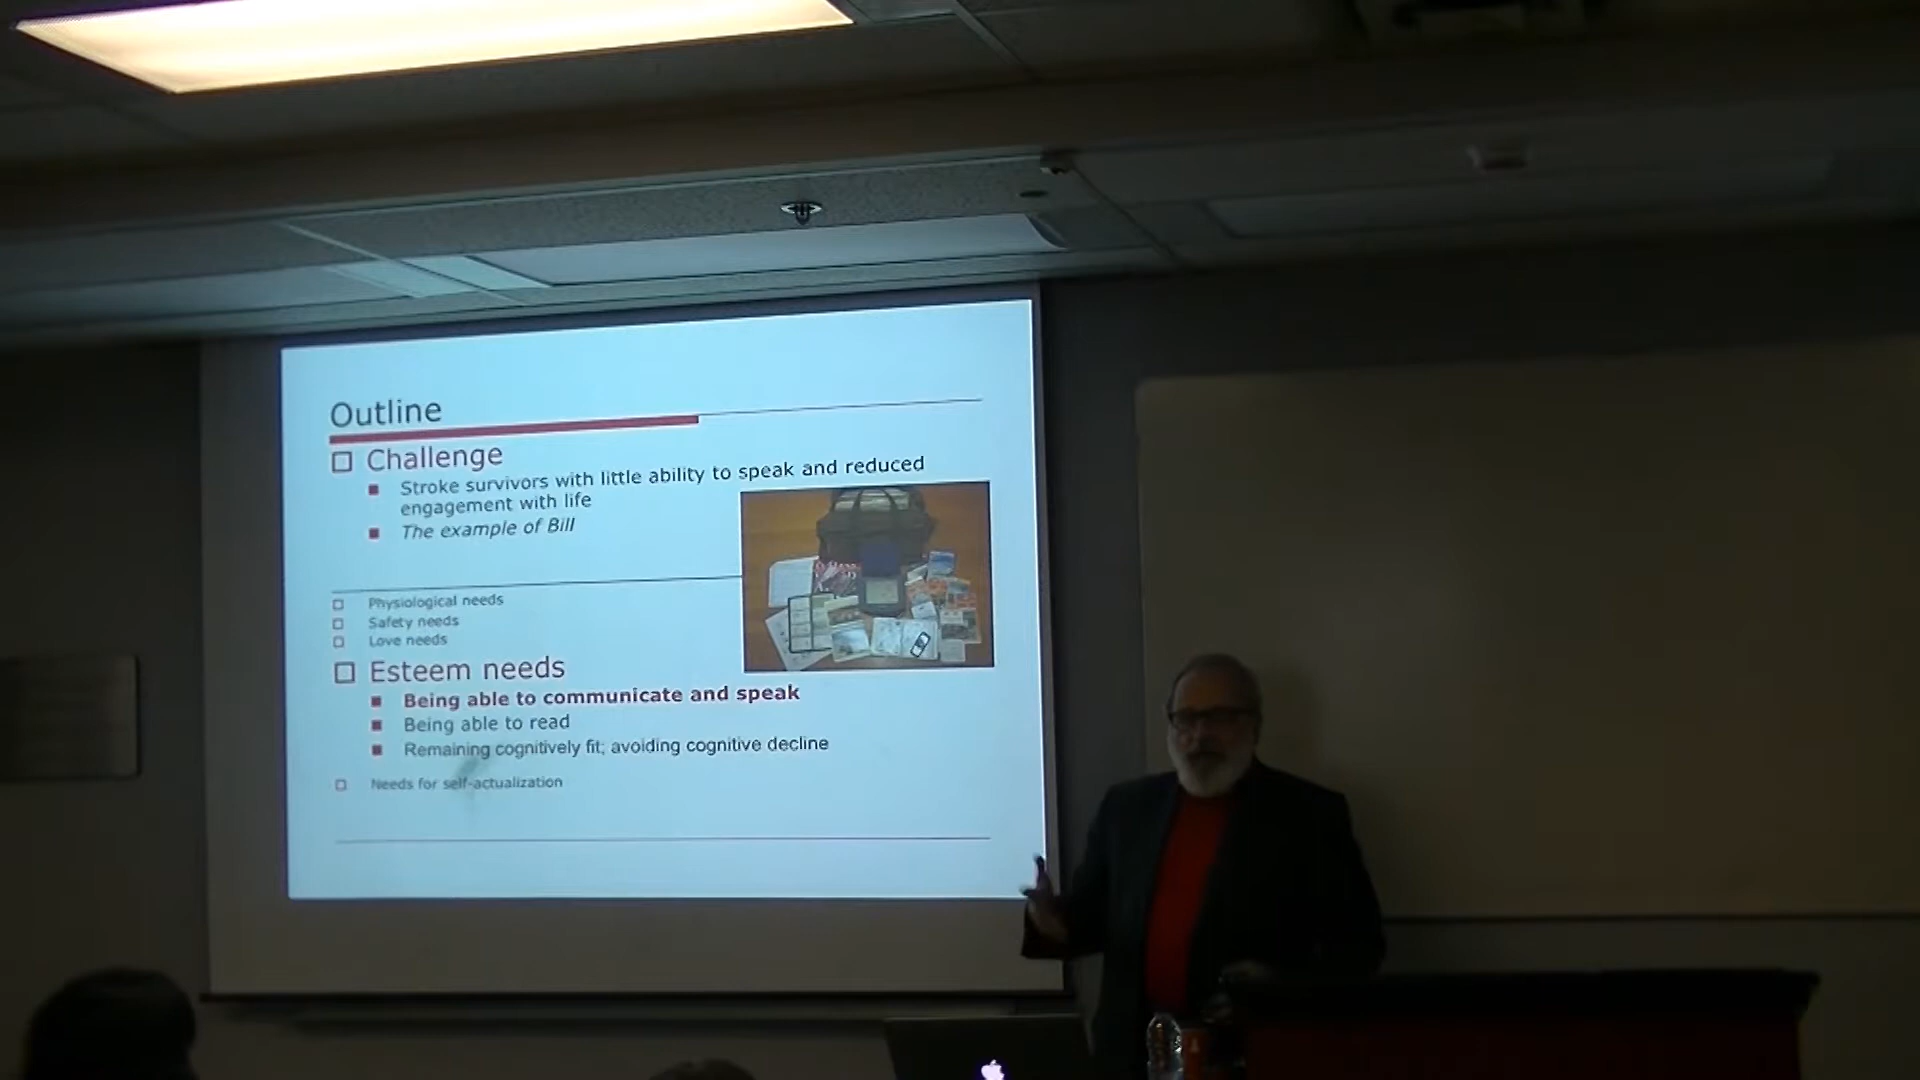 Outline
Challenge
Stroke survivors with little ability to speak and reduced
engagement with life
The example of Bill
Physiological needs
Safety needs
Love needs
Esteem needs
Being able to communicate and speak
Being able to read
Remaining cognitively fit; avoiding cognitive decline
Needs for self-actualization